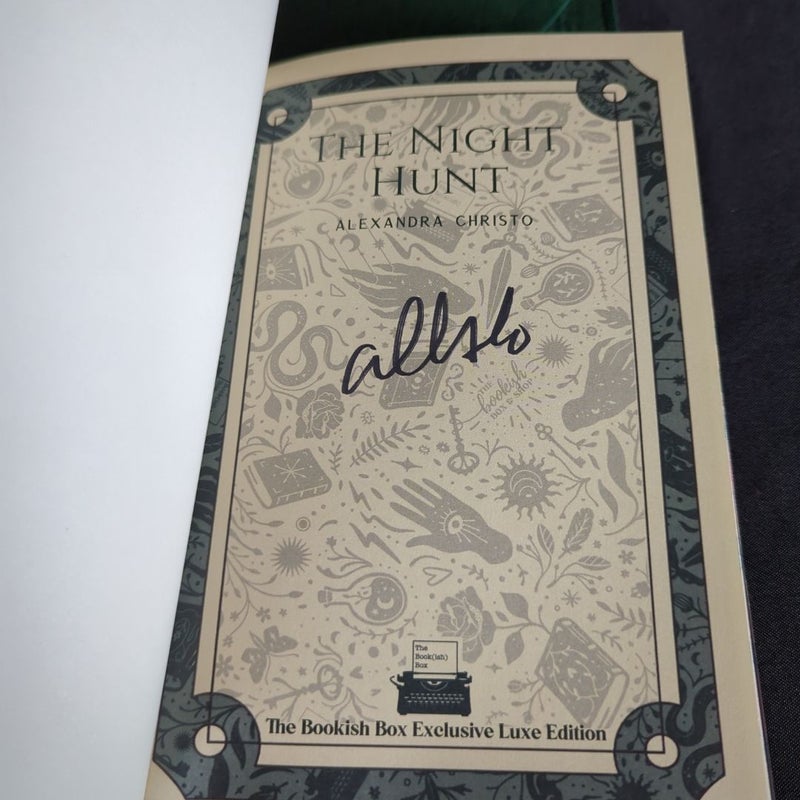 THE NIGHT
HUNT
ALEXANDRA CHRISTO
THE
bookish
BOX & SHOP
The
Book(ish)
Box
The Bookish Box Exclusive Luxe Edition